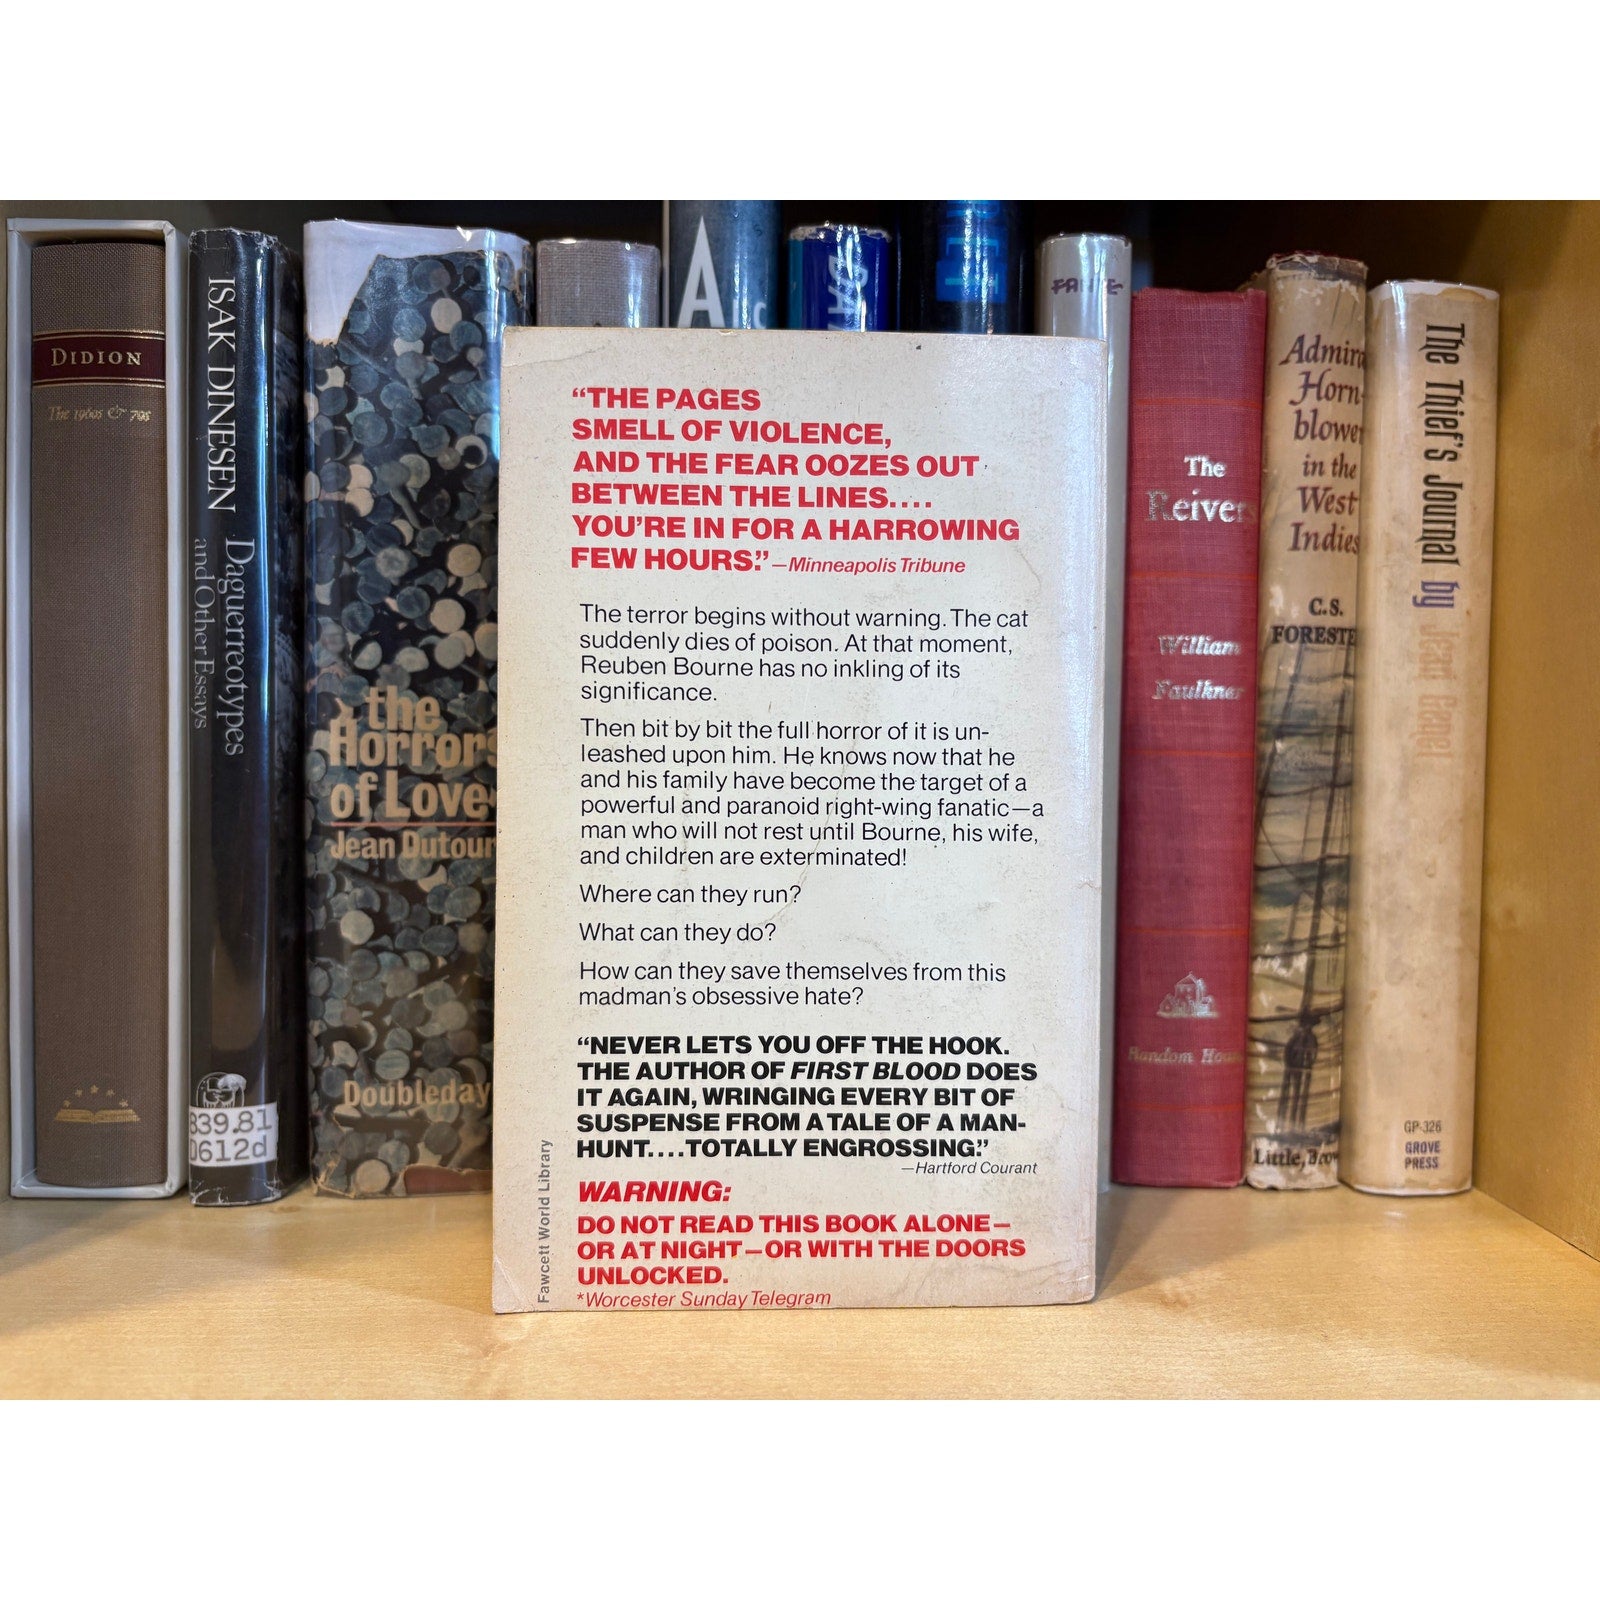 DIDION
The 1960s & 70s
ISAK DINESEN
Daguerreotypes
and Other Essays
839.81
D612d
the
Horrors
of Love
Jean Dutour
Doubleday
A
FANTE
"THE PAGES
SMELL OF VIOLENCE,
AND THE FEAR OOZES OUT
BETWEEN THE LINES....
YOU'RE IN FOR A HARROWING
FEW HOURS." —Minneapolis Tribune
The terror begins without warning. The cat
suddenly dies of poison. At that moment,
Reuben Bourne has no inkling of its
significance.
Then bit by bit the full horror of it is un-
leashed upon him. He knows now that he
and his family have become the target of a
powerful and paranoid right-wing fanatic—a
man who will not rest until Bourne, his wife,
and children are exterminated!
Where can they run?
What can they do?
How can they save themselves from this
madman's obsessive hate?
"NEVER LETS YOU OFF THE HOOK.
THE AUTHOR OF FIRST BLOOD DOES
IT AGAIN, WRINGING EVERY BIT OF
SUSPENSE FROM A TALE OF A MAN-
HUNT....TOTALLY ENGROSSING."
—Hartford Courant
WARNING:
DO NOT READ THIS BOOK ALONE—
OR AT NIGHT—OR WITH THE DOORS
UNLOCKED.
*Worcester Sunday Telegram
Fawcett World Library
The
Reivers
William
Faulkner
Random House
Admiral
Horn-
blower
in the
West
Indies
C.S.
FORESTER
Little, Brown
The Thief's Journal by Jean Genet
GP-326
GROVE
PRESS